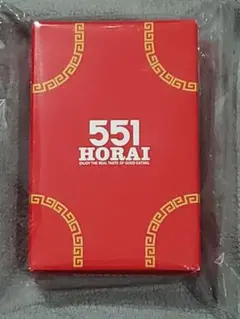 551
HORAI
ENJOY THE REAL TASTE OF GOOD EATING.